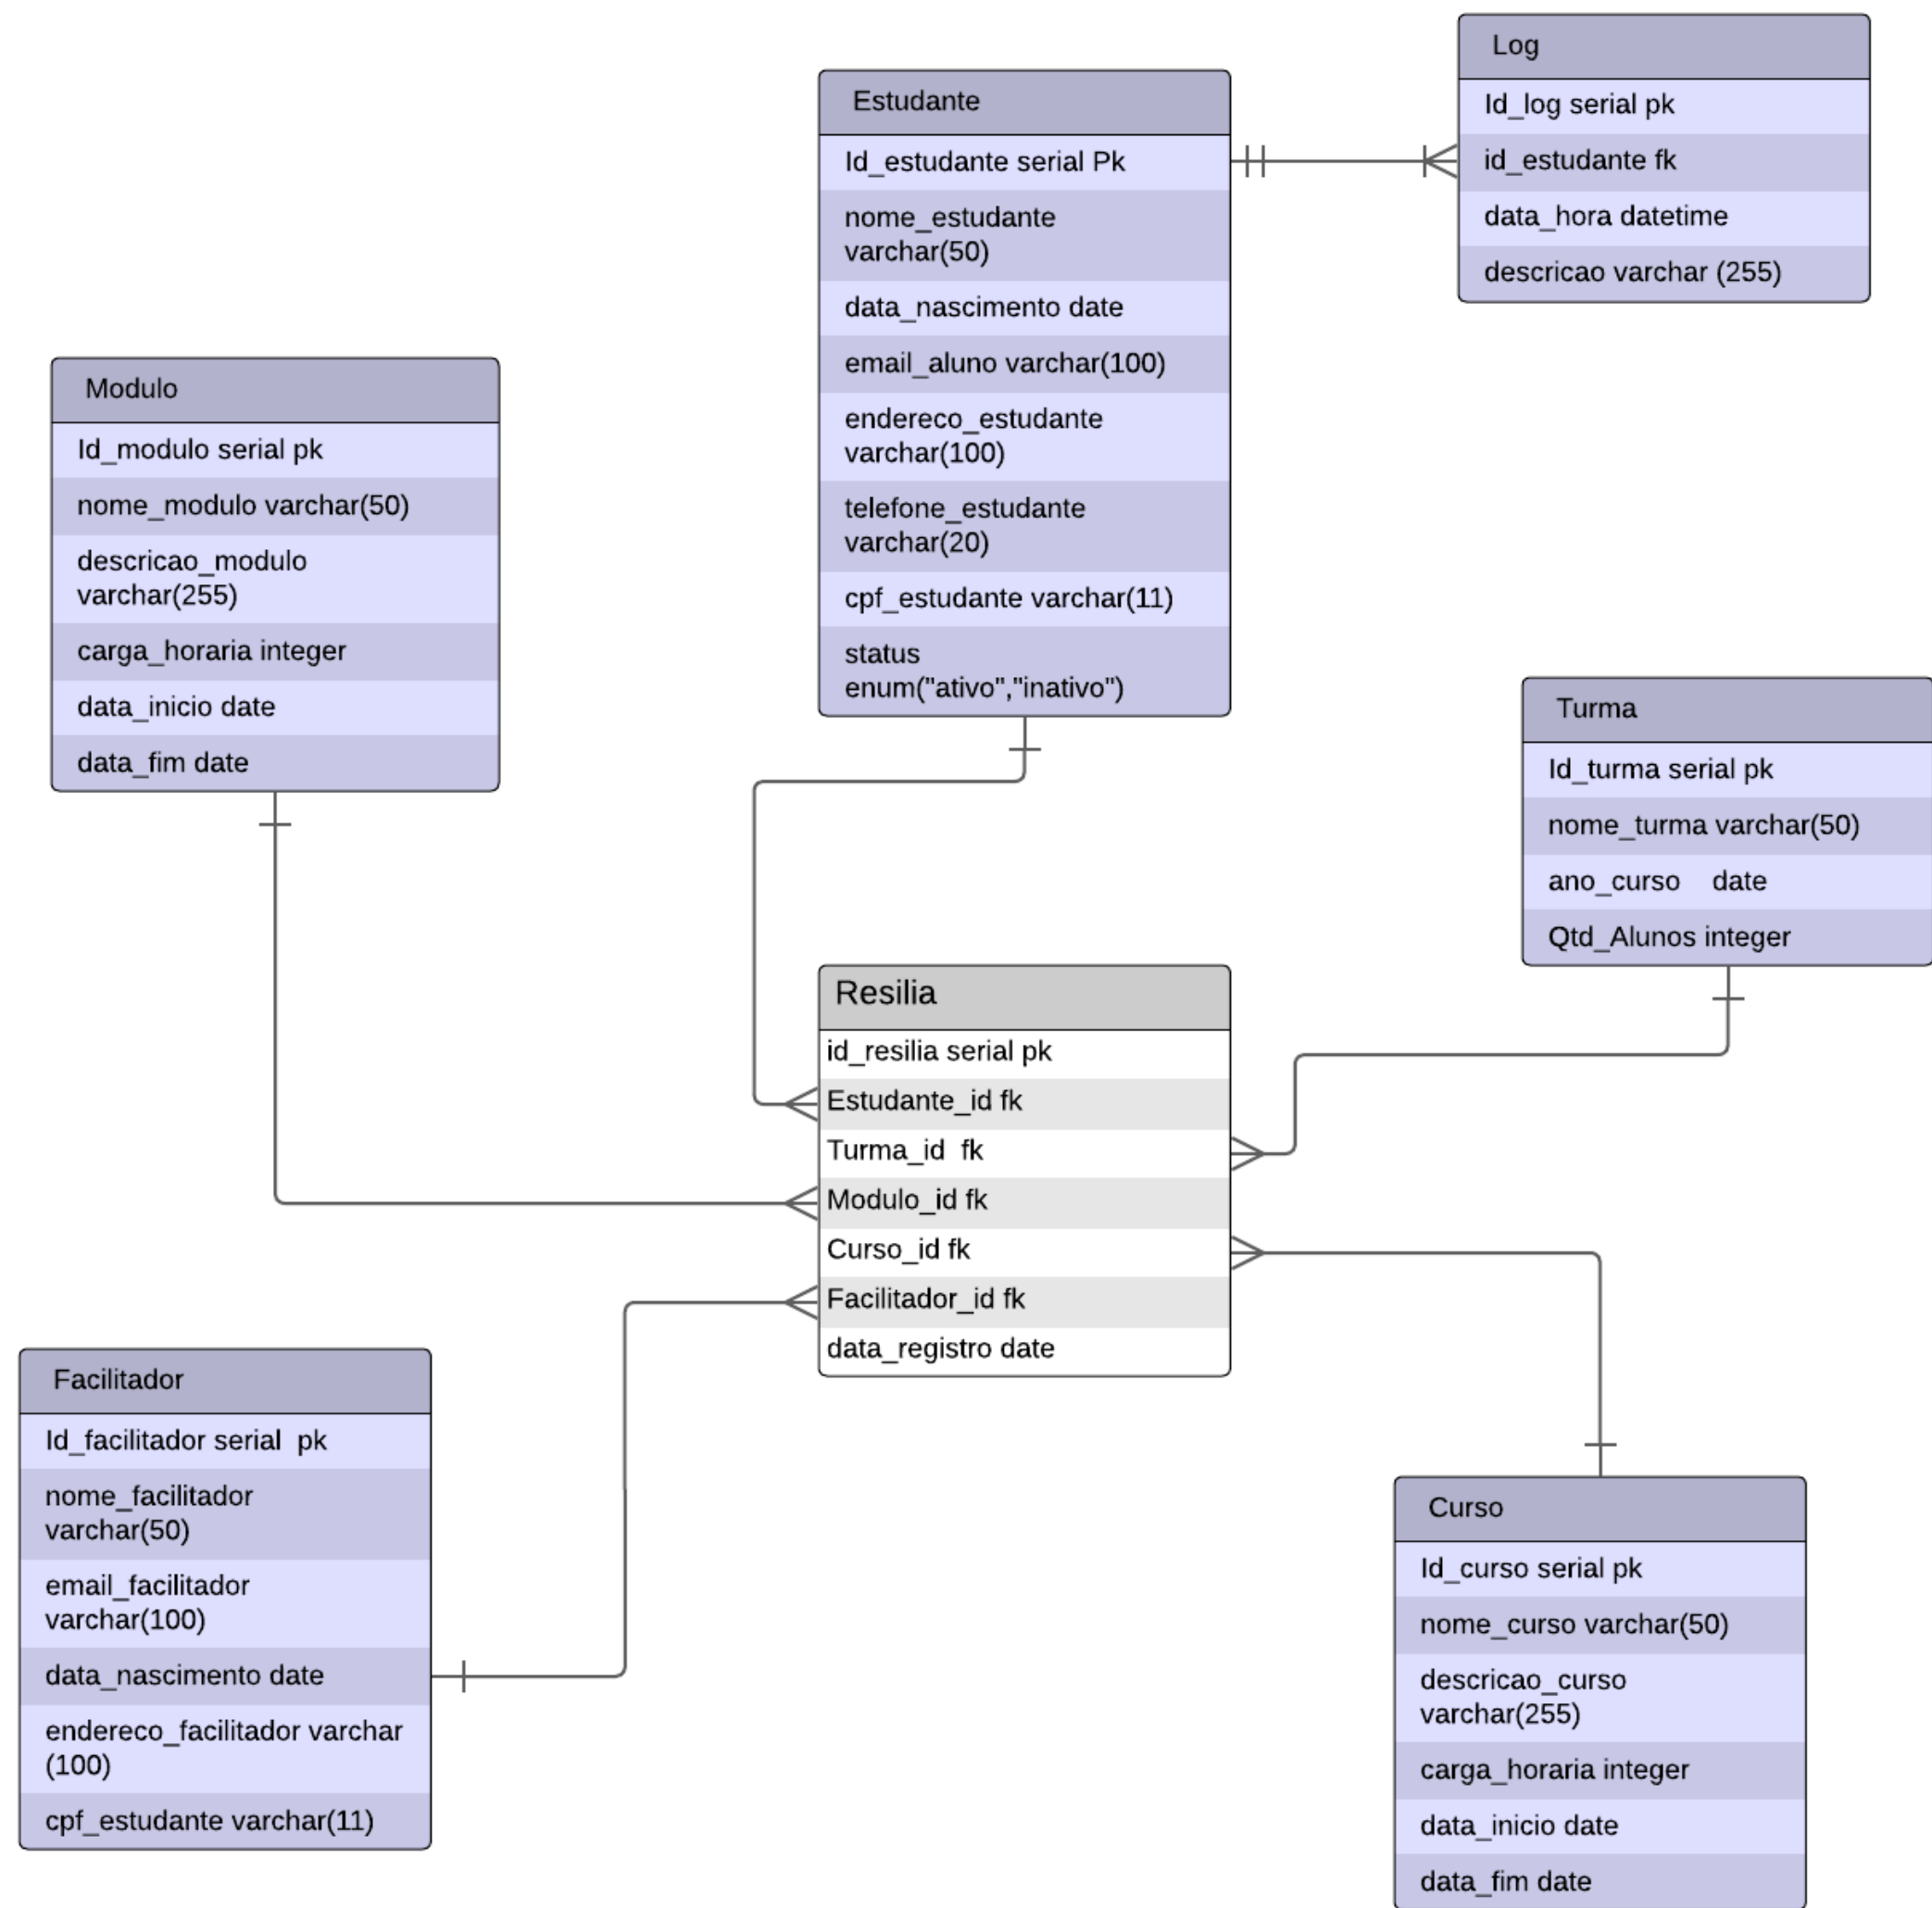 Log
Id_log serial pk
id_estudante fk
data_hora datetime
descricao varchar (255)
Estudante
Id_estudante serial Pk
nome_estudante
varchar(50)
data_nascimento date
email_aluno varchar(100)
endereco_estudante
varchar(100)
telefone_estudante
varchar(20)
cpf_estudante varchar(11)
status
enum("ativo","inativo")
Modulo
Id_modulo serial pk
nome_modulo varchar(50)
descricao_modulo
varchar(255)
carga_horaria integer
data_inicio date
data_fim date
Turma
Id_turma serial pk
nome_turma varchar(50)
ano_curso    date
Qtd_Alunos integer
Resilia
id_resilia serial pk
Estudante_id fk
Turma_id  fk
Modulo_id fk
Curso_id fk
Facilitador_id fk
data_registro date
Facilitador
Id_facilitador serial  pk
nome_facilitador
varchar(50)
email_facilitador
varchar(100)
data_nascimento date
endereco_facilitador varchar
(100)
cpf_estudante varchar(11)
Curso
Id_curso serial pk
nome_curso varchar(50)
descricao_curso
varchar(255)
carga_horaria integer
data_inicio date
data_fim date